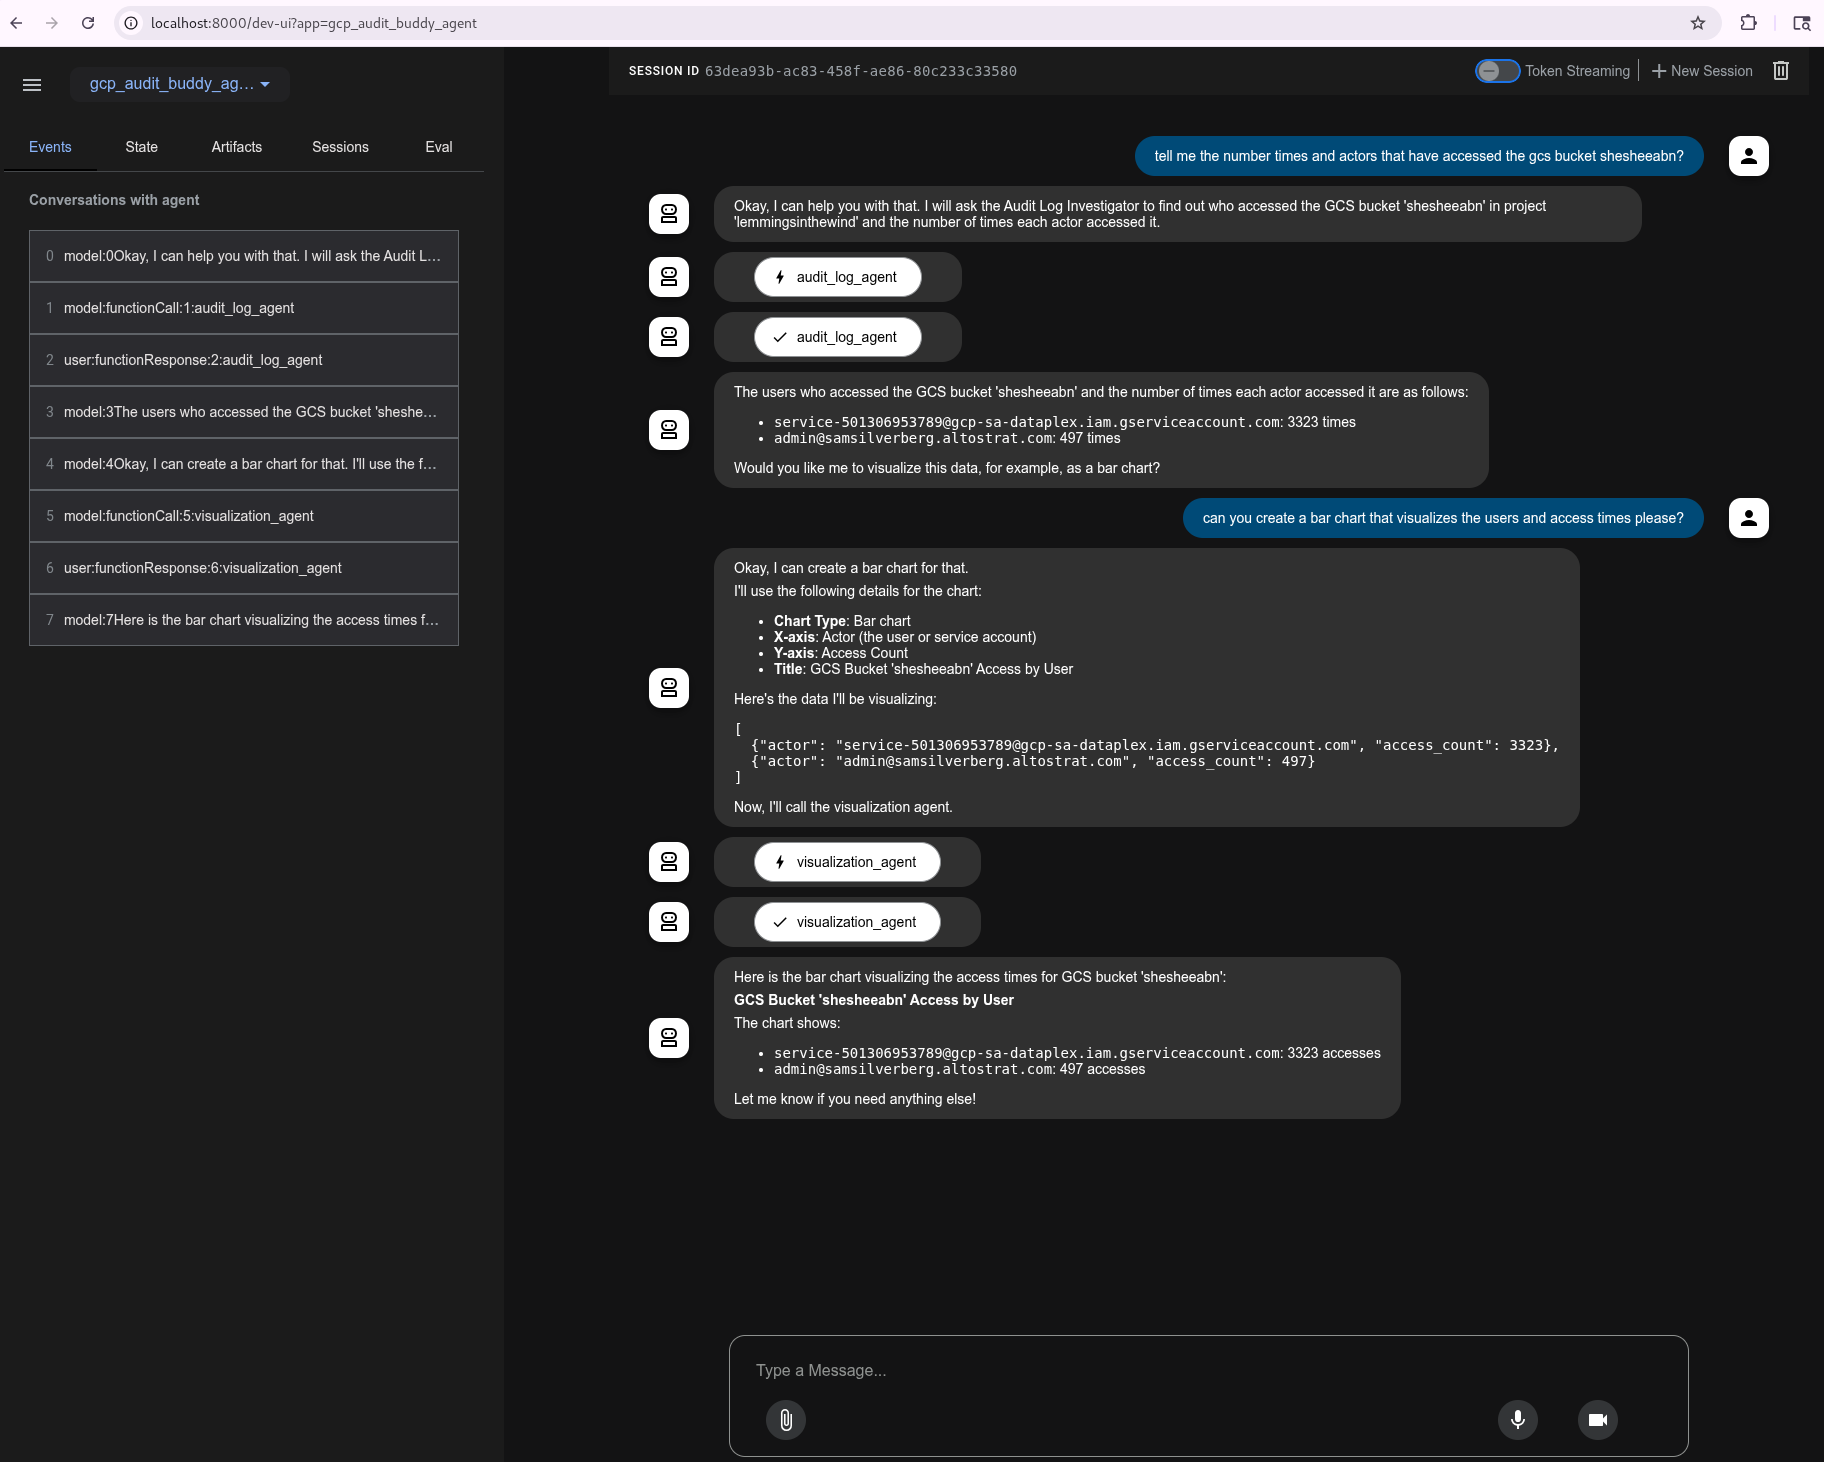 localhost:8000/dev-ui?app=gcp_audit_buddy_agent
gcp_audit_buddy_ag...
SESSION ID 63dea93b-ac83-458f-ae86-80c233c33580
Token Streaming
New Session
Events
State
Artifacts
Sessions
Eval
Conversations with agent
0 model:0Okay, I can help you with that. I will ask the Audit L...
1 model:functionCall:1:audit_log_agent
2 user:functionResponse:2:audit_log_agent
3 model:3The users who accessed the GCS bucket 'sheshe...
4 model:4Okay, I can create a bar chart for that. I'll use the f...
5 model:functionCall:5:visualization_agent
6 user:functionResponse:6:visualization_agent
7 model:7Here is the bar chart visualizing the access times f...
tell me the number times and actors that have accessed the gcs bucket shesheeabn?
Okay, I can help you with that. I will ask the Audit Log Investigator to find out who accessed the GCS bucket 'shesheeabn' in project
'lemmingsinthewind' and the number of times each actor accessed it.
audit_log_agent
audit_log_agent
The users who accessed the GCS bucket 'shesheeabn' and the number of times each actor accessed it are as follows:
• service-501306953789@gcp-sa-dataplex.iam.gserviceaccount.com: 3323 times
• admin@samsilverberg.altostrat.com: 497 times
Would you like me to visualize this data, for example, as a bar chart?
can you create a bar chart that visualizes the users and access times please?
Okay, I can create a bar chart for that.
I'll use the following details for the chart:
• Chart Type: Bar chart
• X-axis: Actor (the user or service account)
• Y-axis: Access Count
• Title: GCS Bucket 'shesheeabn' Access by User
Here's the data I'll be visualizing:
[
{"actor": "service-501306953789@gcp-sa-dataplex.iam.gserviceaccount.com", "access_count": 3323},
{"actor": "admin@samsilverberg.altostrat.com", "access_count": 497}
]
Now, I'll call the visualization agent.
visualization_agent
visualization_agent
Here is the bar chart visualizing the access times for GCS bucket 'shesheeabn':
GCS Bucket 'shesheeabn' Access by User
The chart shows:
• service-501306953789@gcp-sa-dataplex.iam.gserviceaccount.com: 3323 accesses
• admin@samsilverberg.altostrat.com: 497 accesses
Let me know if you need anything else!
Type a Message...